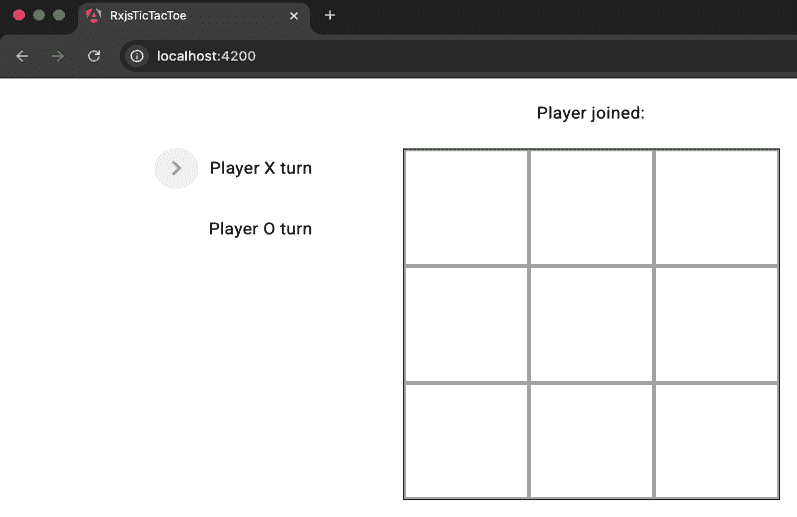 RxjsTicTacToe
localhost:4200
Player joined:
Player X turn
Player O turn